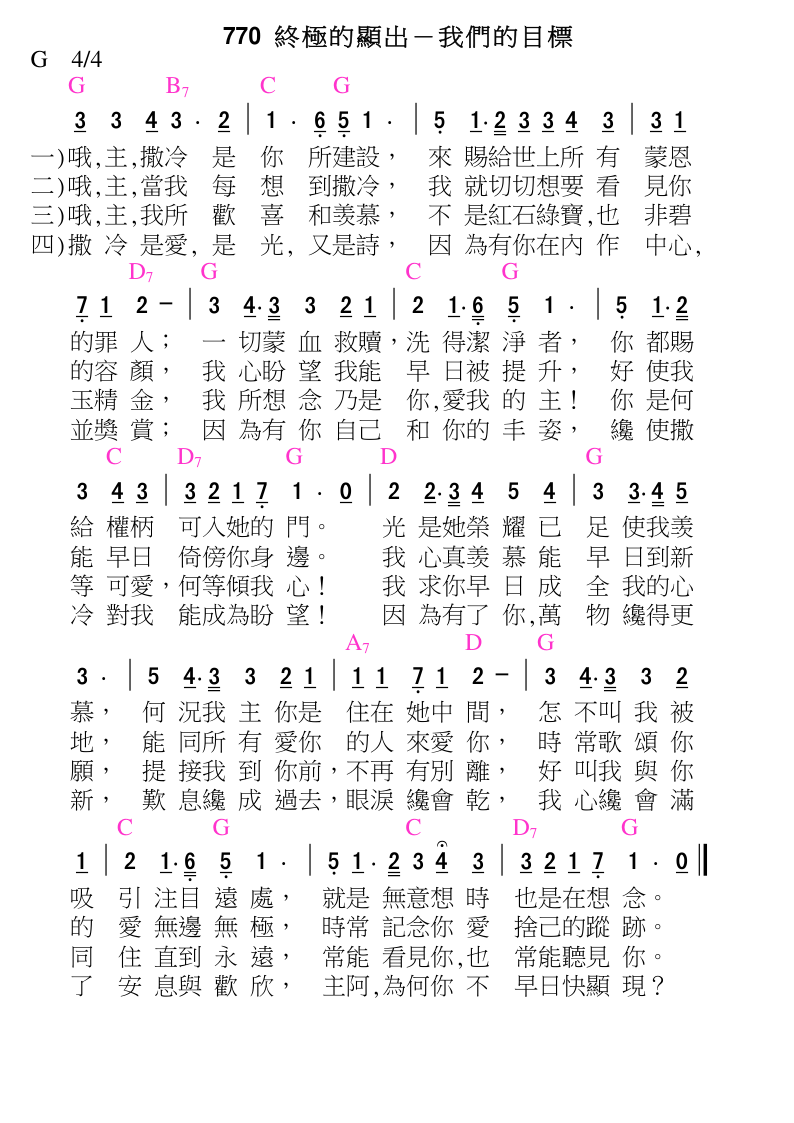 770 終極的顯出－我們的目標
G 4/4
G B7 C G
3 3 4 3 · 2 | 1 · 6 5 1 · | 5 1· 2 3 3 4 3 | 3 1
一)哦,主,撒冷 是 你 所建設， 來 賜給世上所 有 蒙恩
二)哦,主,當我 每 想 到撒冷， 我 就切切想要 看 見你
三)哦,主,我所 歡 喜 和羨慕， 不 是紅石綠寶,也 非碧
四)撒 冷 是愛, 是 光, 又是詩， 因 為有你在內 作 中心,
D7 G C G
7 1 2 － | 3 4· 3 3 2 1 | 2 1· 6 5 1 · | 5 1· 2
的罪 人； 一 切蒙 血 救贖，洗 得潔 淨 者， 你 都賜
的容 顏， 我 心盼 望 我能 早 日被 提 升， 好 使我
玉精 金， 我 所想 念 乃是 你,愛我 的 主！ 你 是何
並獎 賞； 因 為有 你 自己 和 你的 丰 姿， 纔 使撒
C D7 G D G
3 4 3 | 3 2 1 7 1 · 0 | 2 2· 3 4 5 4 | 3 3· 4 5
給 權柄 可入她的 門。 光 是她榮 耀 已 足 使我羨
能 早日 倚傍你身 邊。 我 心真羨 慕 能 早 日到新
等 可愛，何等傾我 心！ 我 求你早 日 成 全 我的心
冷 對我 能成為盼 望！ 因 為有了 你,萬 物 纔得更
A7 D G
3 · | 5 4· 3 3 2 1 | 1 1 7 1 2 － | 3 4· 3 3 2
慕， 何 況我 主 你是 住在 她中 間， 怎 不叫 我 被
地， 能 同所 有 愛你 的人 來愛 你， 時 常歌 頌 你
願， 提 接我 到 你前，不再 有別 離， 好 叫我 與 你
新， 歎 息纔 成 過去，眼淚 纔會 乾， 我 心纔 會 滿
C G C D7 G
1 | 2 1· 6 5 1 · | 5 1· 2 3 4 3 | 3 2 1 7 1 · 0
吸 引 注目 遠 處， 就是 無意想 時 也是在想 念。
的 愛 無邊 無 極， 時常 記念你 愛 捨己的蹤 跡。
同 住 直到 永 遠， 常能 看見你,也 常能聽見 你。
了 安 息與 歡 欣， 主阿,為何你 不 早日快顯 現？